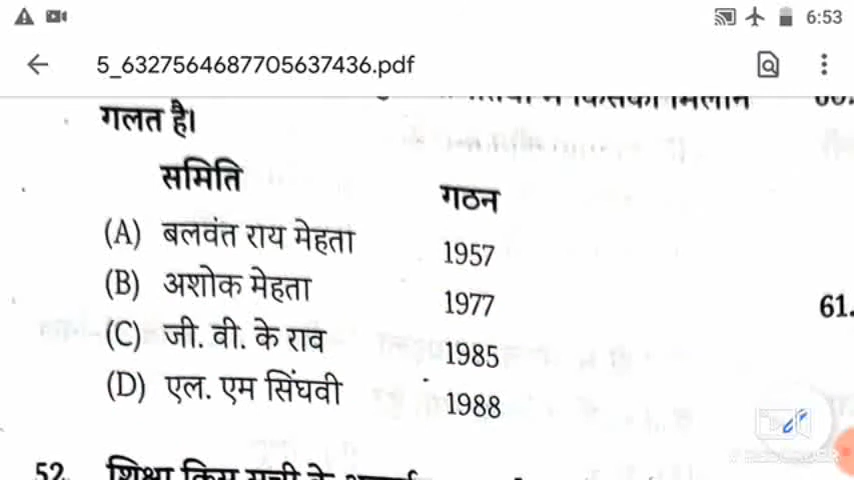 6:53
5_6327564687705637436.pdf
किसका मिलान
गलत है।
समिति गठन
(A) बलवंत राय मेहता 1957
(B) अशोक मेहता 1977
(C) जी. वी. के राव 1985
(D) एल. एम सिंघवी 1988
61.
52. शिक्षा किस सूची के